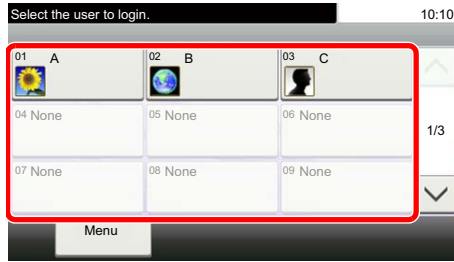 Select the user to login. 10:10
01 A 02 B 03 C
04 None 05 None 06 None
1/3
07 None 08 None 09 None
Menu